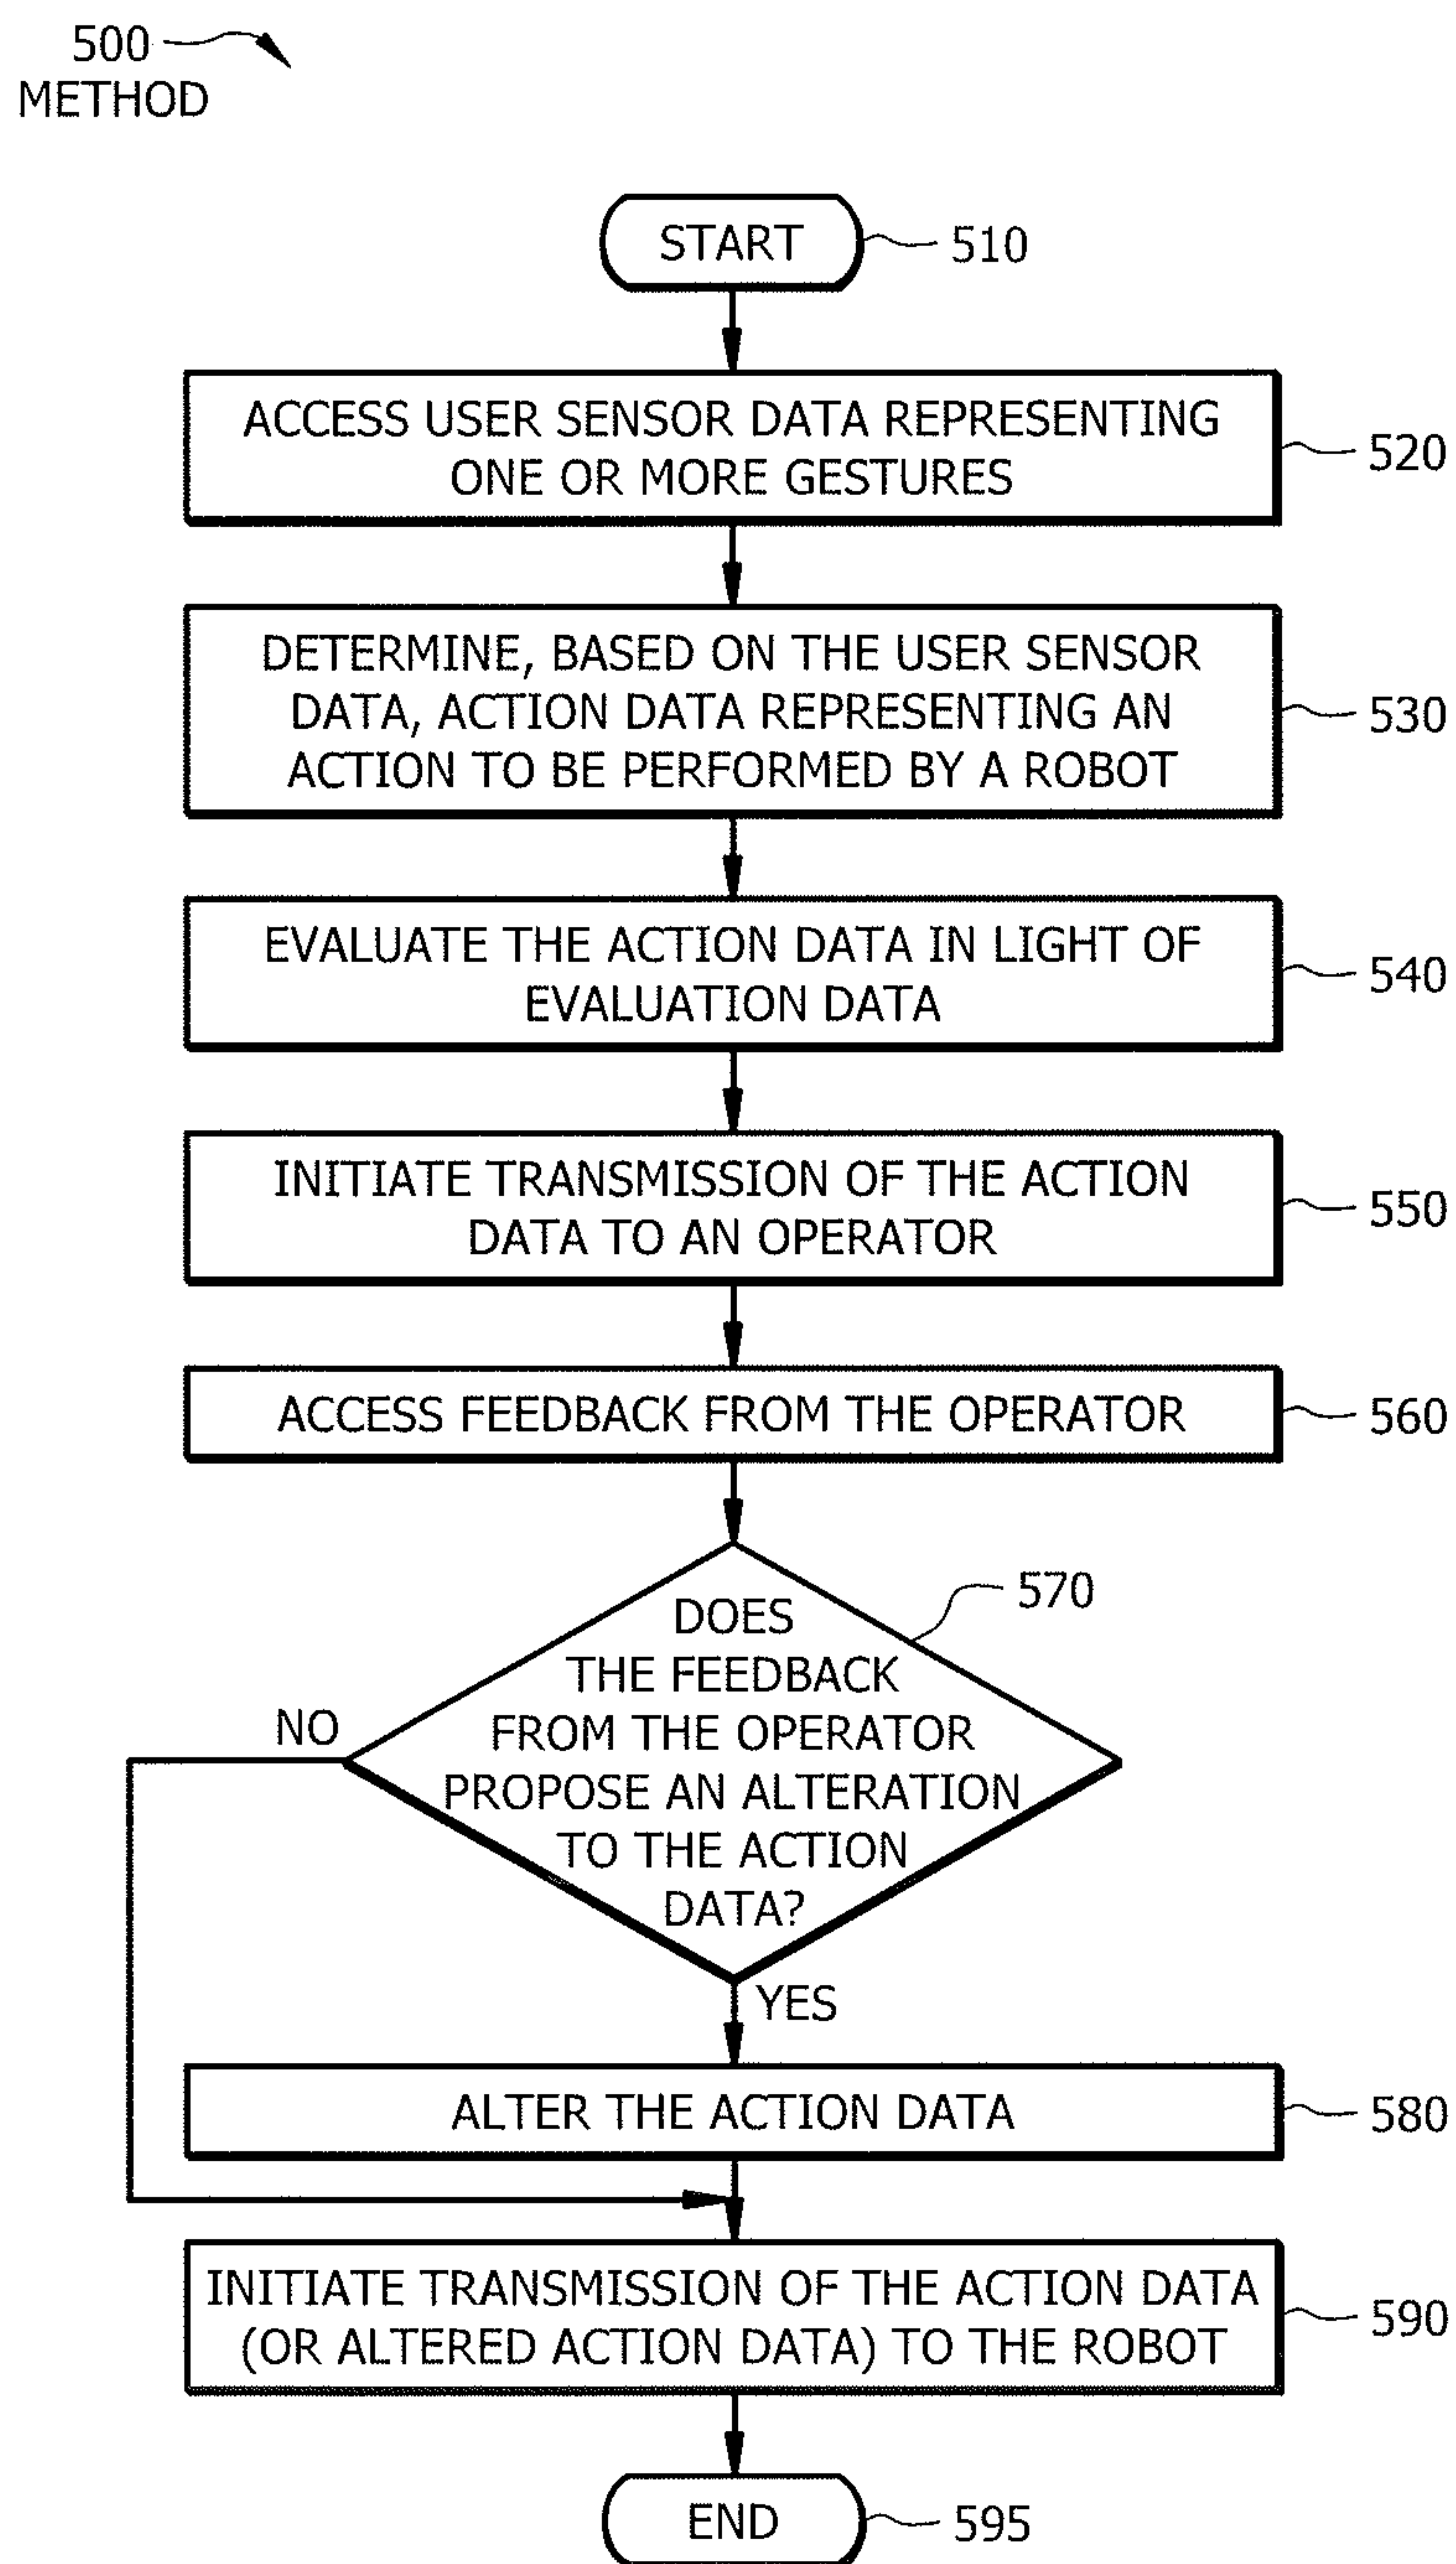 500
METHOD
START
510
ACCESS USER SENSOR DATA REPRESENTING
ONE OR MORE GESTURES
520
DETERMINE, BASED ON THE USER SENSOR
DATA, ACTION DATA REPRESENTING AN
ACTION TO BE PERFORMED BY A ROBOT
530
EVALUATE THE ACTION DATA IN LIGHT OF
EVALUATION DATA
540
INITIATE TRANSMISSION OF THE ACTION
DATA TO AN OPERATOR
550
ACCESS FEEDBACK FROM THE OPERATOR
560
570
DOES
THE FEEDBACK
FROM THE OPERATOR
PROPOSE AN ALTERATION
TO THE ACTION
DATA?
NO
YES
ALTER THE ACTION DATA
580
INITIATE TRANSMISSION OF THE ACTION DATA
(OR ALTERED ACTION DATA) TO THE ROBOT
590
END
595